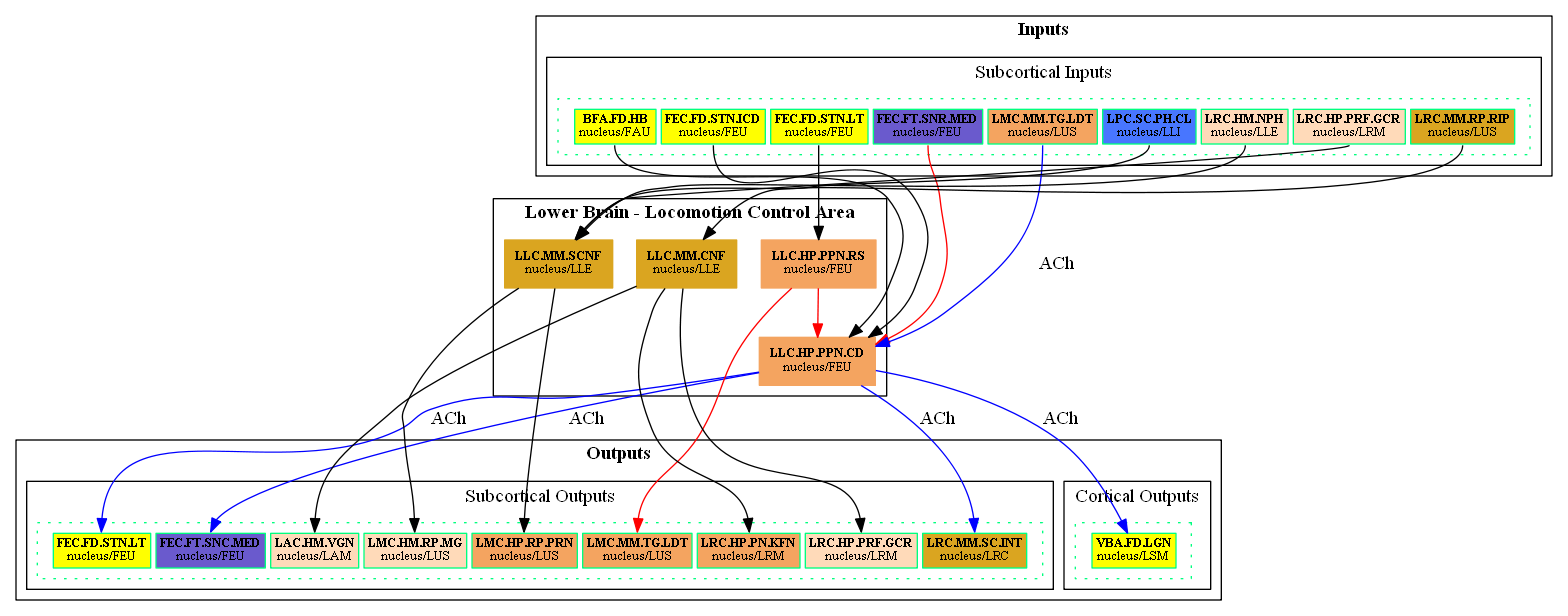 Inputs
Subcortical Inputs
BFA.FD.HB
nucleus/FAU
FEC.FD.STN.ICD
nucleus/FEU
FEC.FD.STN.LT
nucleus/FEU
FEC.FT.SNR.MED
nucleus/FEU
LMC.MM.TG.LDT
nucleus/LUS
LPC.SC.PH.CL
nucleus/LLI
LRC.HM.NPH
nucleus/LLE
LRC.HP.PRF.GCR
nucleus/LRM
LRC.MM.RP.RIP
nucleus/LUS
Lower Brain - Locomotion Control Area
LLC.MM.SCNF
nucleus/LLE
LLC.MM.CNF
nucleus/LLE
LLC.HP.PPN.RS
nucleus/FEU
ACh
LLC.HP.PPN.CD
nucleus/FEU
ACh
ACh
ACh
ACh
Outputs
Subcortical Outputs
Cortical Outputs
FEC.FD.STN.LT
nucleus/FEU
FEC.FT.SNC.MED
nucleus/FEU
LAC.HM.VGN
nucleus/LAM
LMC.HM.RP.MG
nucleus/LUS
LMC.HP.RP.PRN
nucleus/LUS
LMC.MM.TG.LDT
nucleus/LUS
LRC.HP.PN.KFN
nucleus/LRM
LRC.HP.PRF.GCR
nucleus/LRM
LRC.MM.SC.INT
nucleus/LRC
VBA.FD.LGN
nucleus/LSM